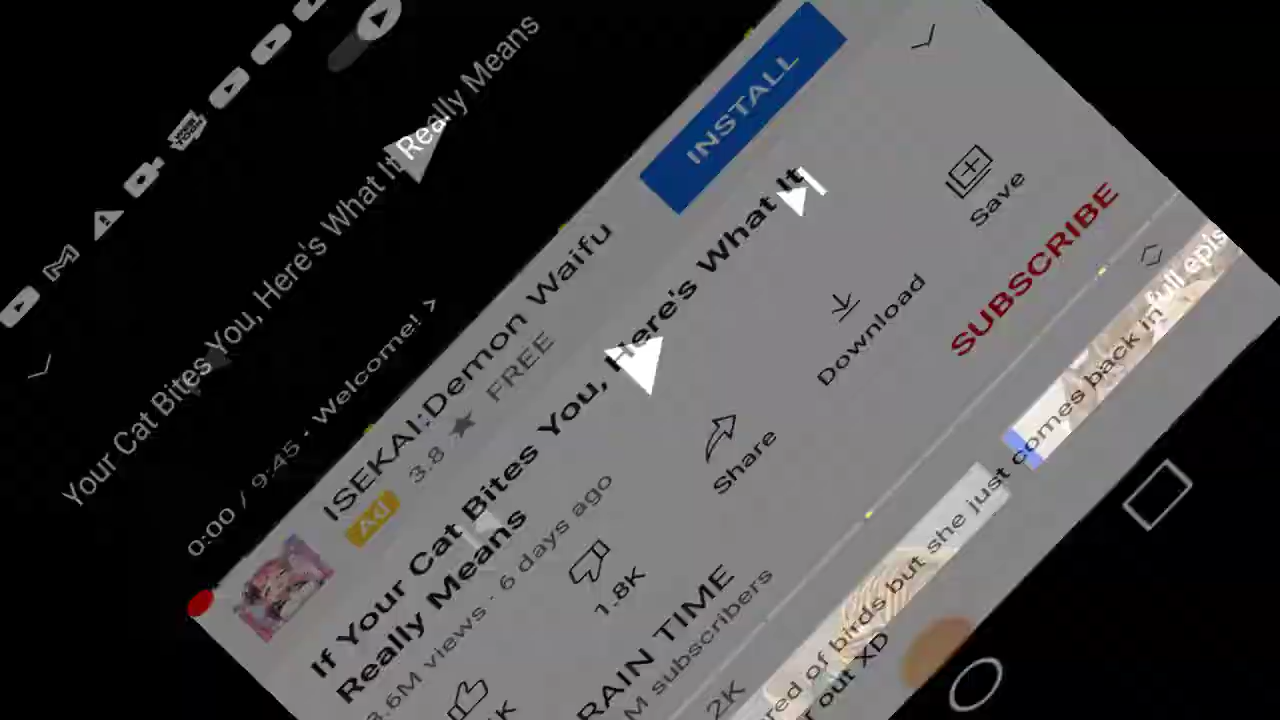 Your Cat Bites You, Here's What It Really Means
0:00 / 9:45 · Welcome! >
ISEKAI:Demon Waifu
Ad 3.8 ★ FREE
INSTALL
If Your Cat Bites You, Here's What It
Really Means
3.6M views · 6 days ago
1.8K
Share
Download
Save
RAIN TIME
M subscribers
SUBSCRIBE
2K
red of birds but she just comes back in full epis
r out XD